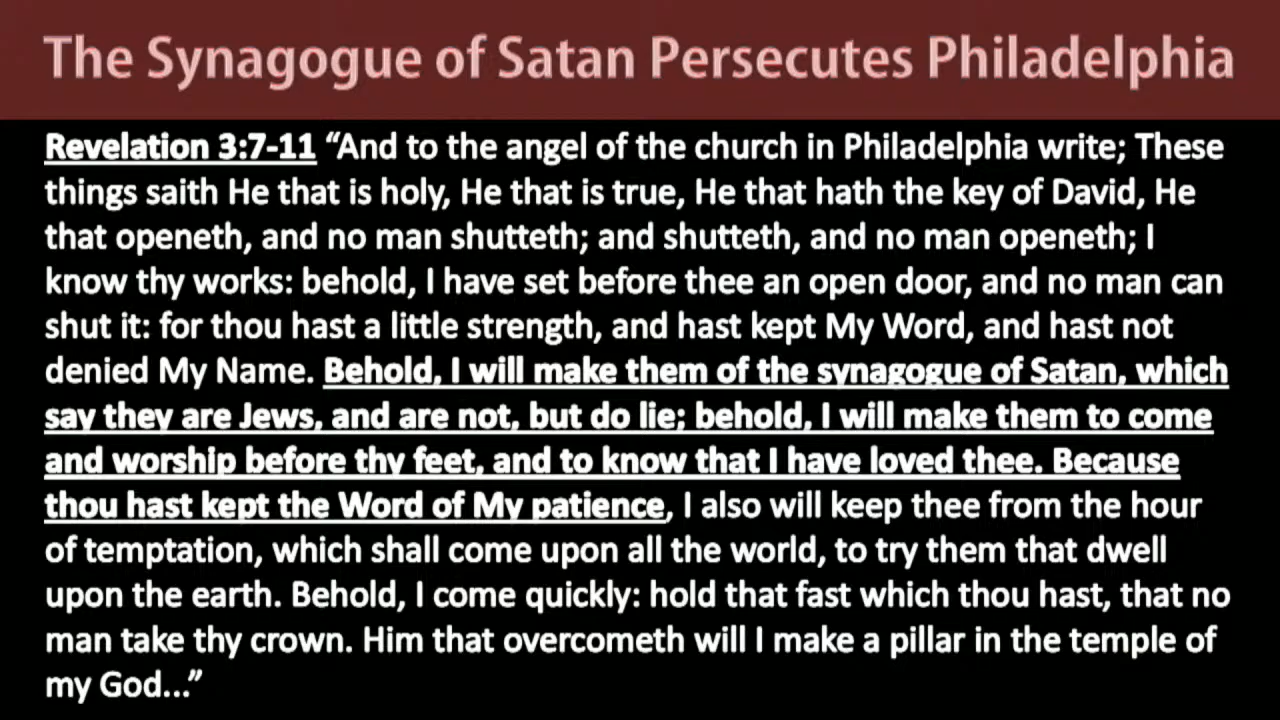 The Synagogue of Satan Persecutes Philadelphia
Revelation 3:7-11 “And to the angel of the church in Philadelphia write; These
things saith He that is holy, He that is true, He that hath the key of David, He
that openeth, and no man shutteth; and shutteth, and no man openeth; I
know thy works: behold, I have set before thee an open door, and no man can
shut it: for thou hast a little strength, and hast kept My Word, and hast not
denied My Name. Behold, I will make them of the synagogue of Satan, which
say they are Jews, and are not, but do lie; behold, I will make them to come
and worship before thy feet, and to know that I have loved thee. Because
thou hast kept the Word of My patience, I also will keep thee from the hour
of temptation, which shall come upon all the world, to try them that dwell
upon the earth. Behold, I come quickly: hold that fast which thou hast, that no
man take thy crown. Him that overcometh will I make a pillar in the temple of
my God...”